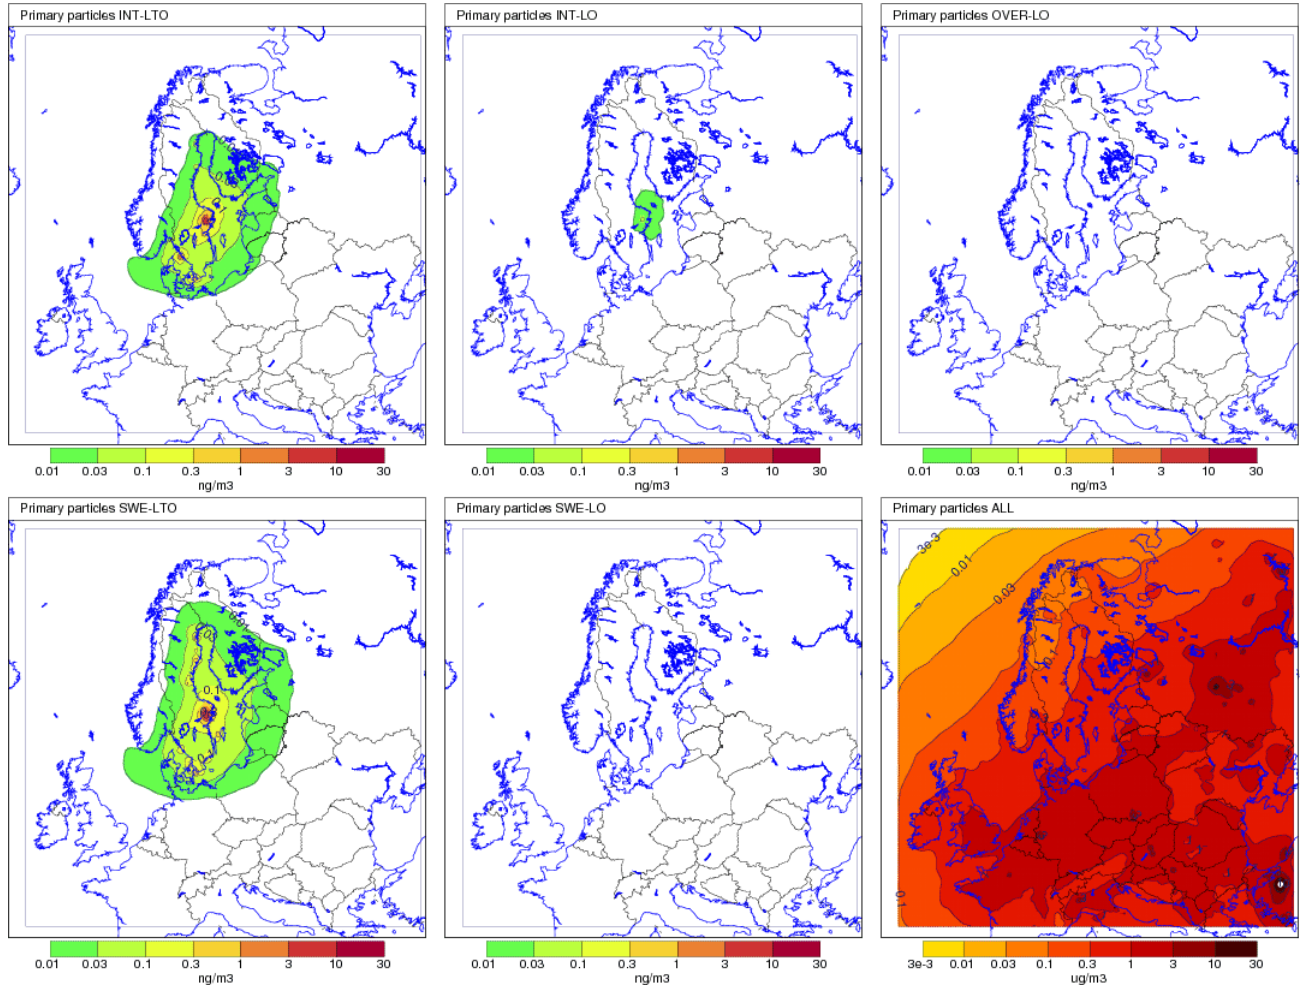 Primary particles INT-LTO
Primary particles INT-LO
Primary particles OVER-LO
0.01 0.03 0.1 0.3 1 3 10 30
ng/m3
0.01 0.03 0.1 0.3 1 3 10 30
ng/m3
0.01 0.03 0.1 0.3 1 3 10 30
ng/m3
Primary particles SWE-LTO
Primary particles SWE-LO
Primary particles ALL
0.1
3e-3
0.01
0.03
0.1
0.01 0.03 0.1 0.3 1 3 10 30
ng/m3
0.01 0.03 0.1 0.3 1 3 10 30
ng/m3
3e-3 0.01 0.03 0.1 0.3 1 3 10 30
ug/m3